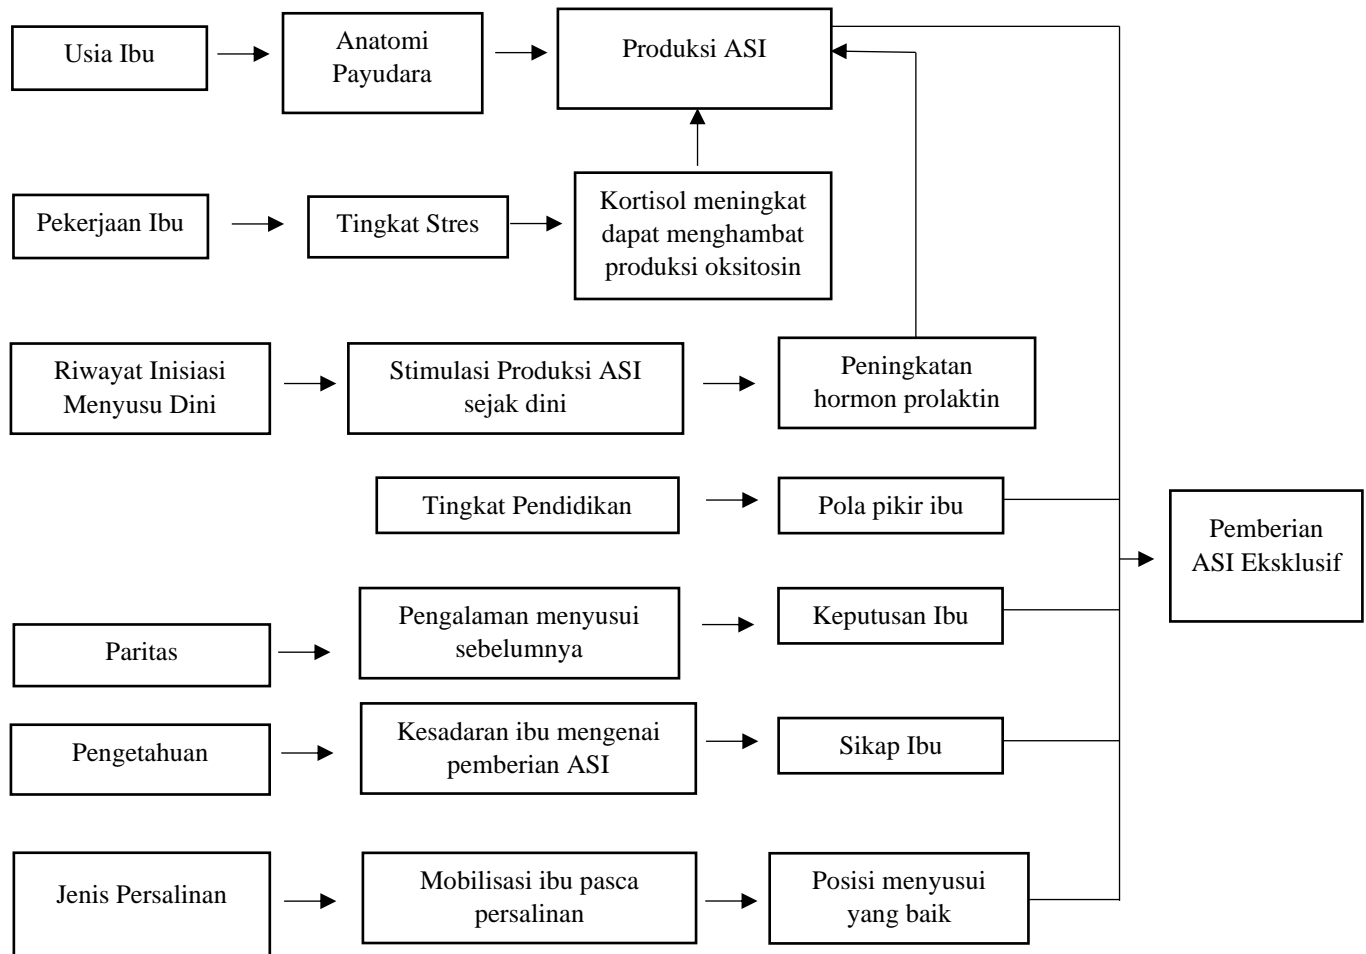 Usia Ibu
Anatomi
Payudara
Produksi ASI
Pekerjaan Ibu
Tingkat Stres
Kortisol meningkat
dapat menghambat
produksi oksitosin
Riwayat Inisiasi
Menyusu Dini
Stimulasi Produksi ASI
sejak dini
Peningkatan
hormon prolaktin
Tingkat Pendidikan
Pola pikir ibu
Pemberian
ASI Eksklusif
Paritas
Pengalaman menyusui
sebelumnya
Keputusan Ibu
Pengetahuan
Kesadaran ibu mengenai
pemberian ASI
Sikap Ibu
Jenis Persalinan
Mobilisasi ibu pasca
persalinan
Posisi menyusui
yang baik